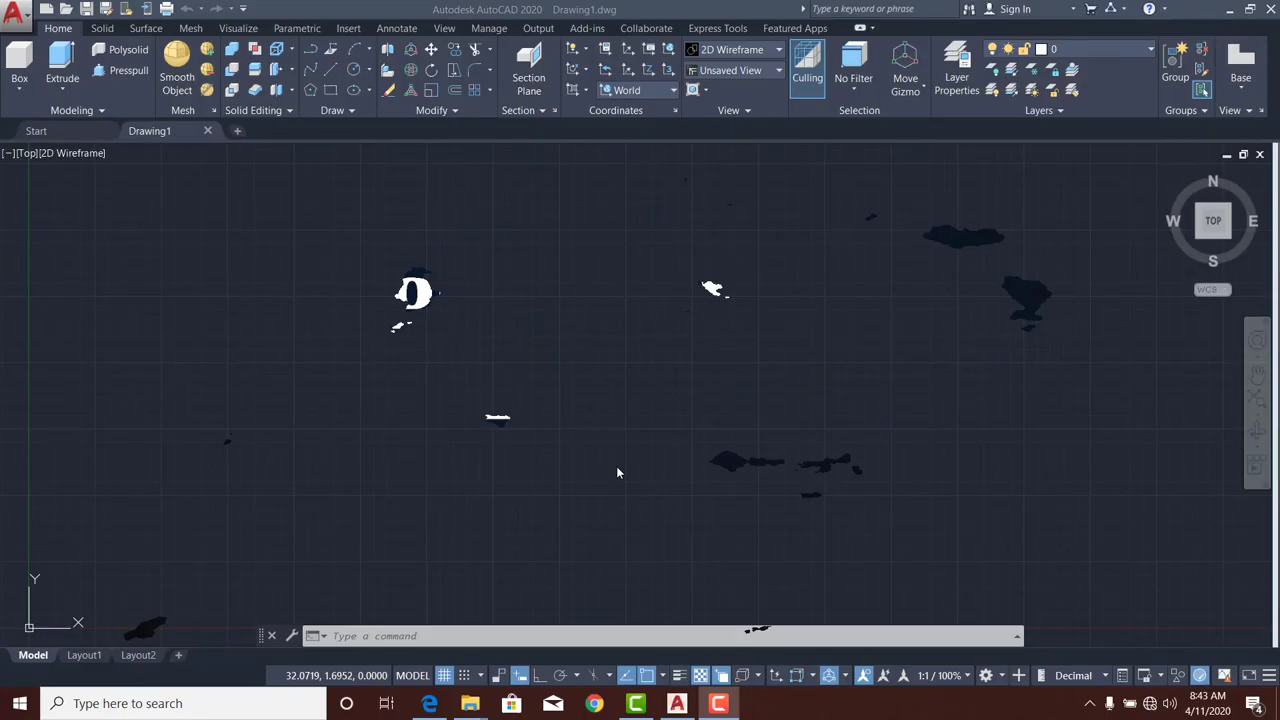 Autodesk AutoCAD 2020 Drawing1.dwg
Type a keyword or phrase
Sign In
Home Solid Surface Mesh Visualize Parametric Insert Annotate View Manage Output Add-ins Collaborate Express Tools Featured Apps
Box
Extrude
Polysolid
Presspull
Smooth
Object
Section
Plane
2D Wireframe
Unsaved View
World
Culling
No Filter
Move
Gizmo
Layer
Properties
0
Group
Base
Modeling
Mesh
Solid Editing
Draw
Modify
Section
Coordinates
View
Selection
Layers
Groups
View
Start
Drawing1
[−][Top][2D Wireframe]
N
W TOP E
S
WCS
Y
X
Type a command
Model Layout1 Layout2
32.0719, 1.6952, 0.0000 MODEL
1:1 / 100%
Decimal
Type here to search
8:43 AM
4/11/2020
4